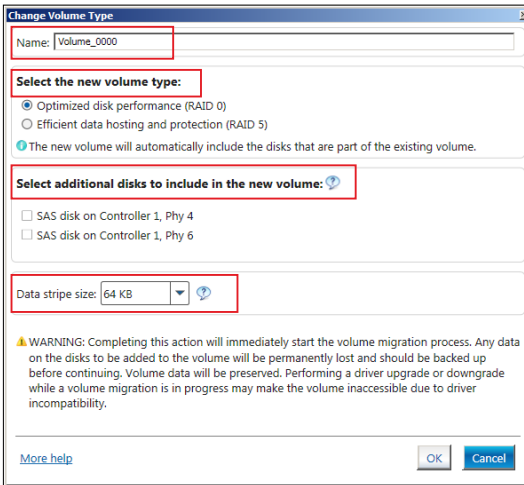 Change Volume Type
Name: Volume_0000
Select the new volume type:
Optimized disk performance (RAID 0)
Efficient data hosting and protection (RAID 5)
The new volume will automatically include the disks that are part of the existing volume.
Select additional disks to include in the new volume:
SAS disk on Controller 1, Phy 4
SAS disk on Controller 1, Phy 6
Data stripe size: 64 KB
WARNING: Completing this action will immediately start the volume migration process. Any data
on the disks to be added to the volume will be permanently lost and should be backed up
before continuing. Volume data will be preserved. Performing a driver upgrade or downgrade
while a volume migration is in progress may make the volume inaccessible due to driver
incompatibility.
More help
OK
Cancel